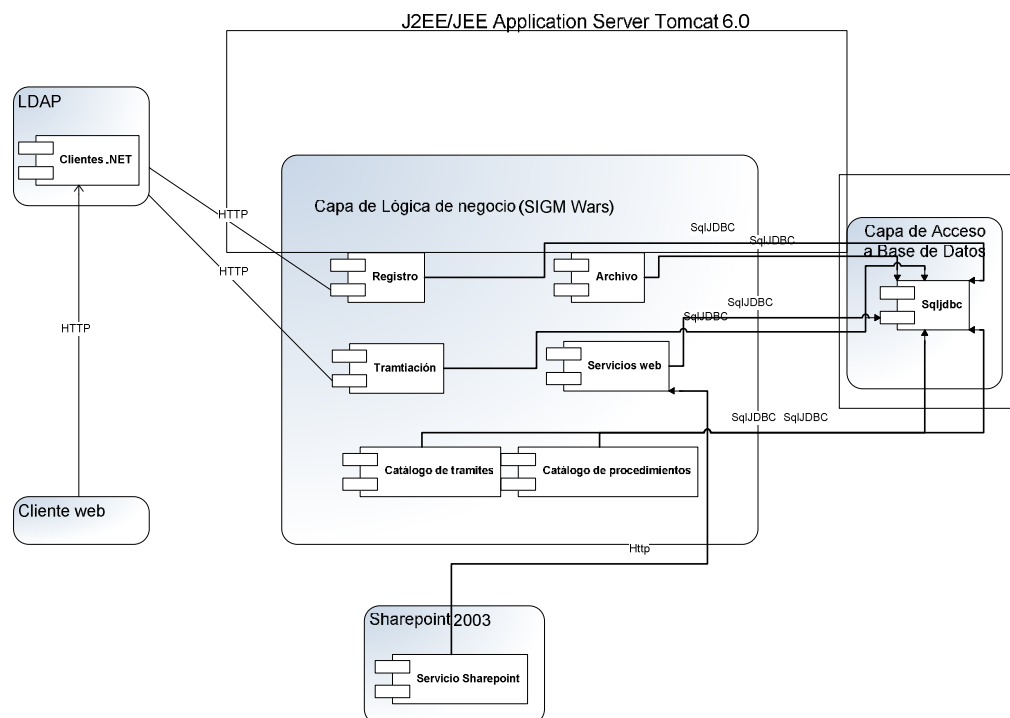 J2EE/JEE Application Server Tomcat 6.0
LDAP
Clientes .NET
HTTP
HTTP
HTTP
Cliente web
Capa de Lógica de negocio (SIGM Wars)
Registro
Archivo
Tramtiación
Servicios web
Catálogo de tramites
Catálogo de procedimientos
SqlJDBC
SqlJDBC
SqlJDBC
SqlJDBC
SqlJDBC
SqlJDBC
Capa de Acceso
a Base de Datos
Sqljdbc
Http
Sharepoint 2003
Servicio Sharepoint